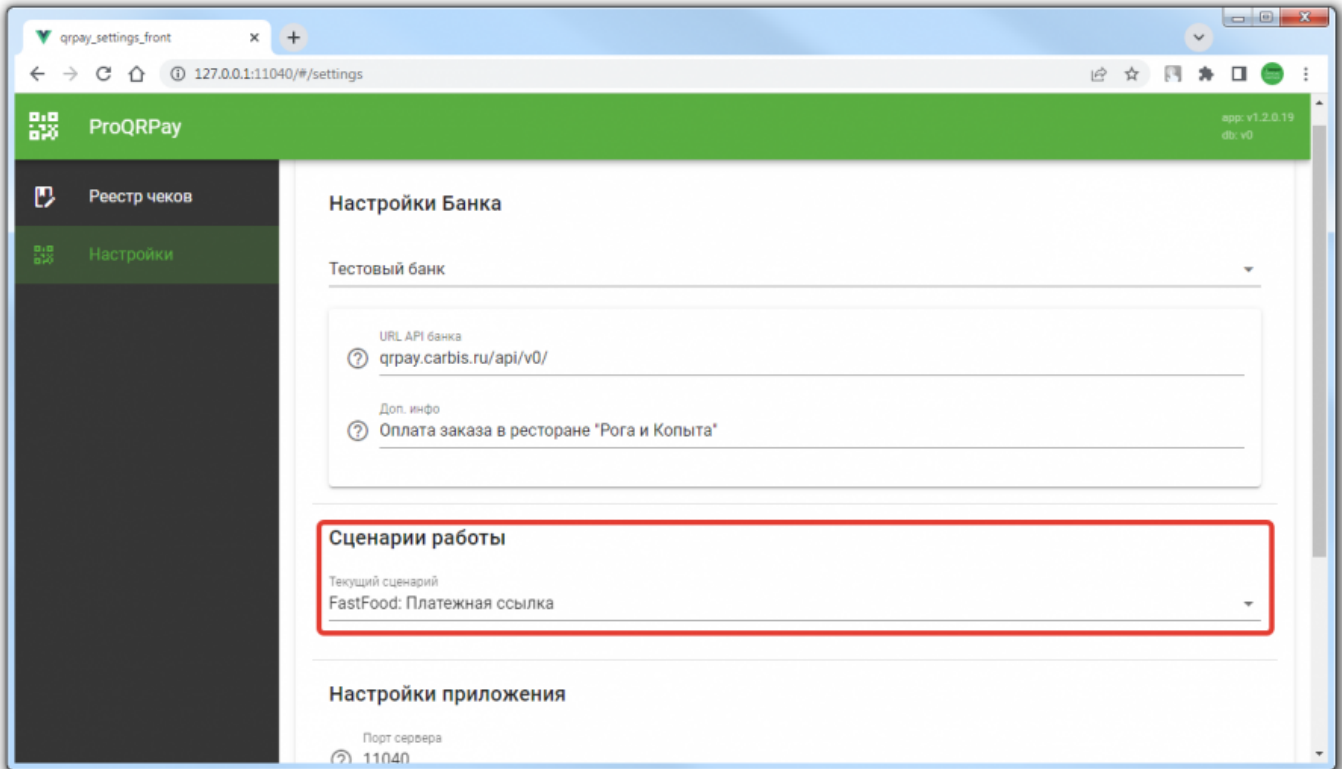 qrpay_settings_front
127.0.0.1:11040/#/settings
ProQRPay
app: v1.2.0.19
db: v0
Реестр чеков
Настройки
Настройки Банка
Тестовый банк
URL API банка
qrpay.carbis.ru/api/v0/
Доп. инфо
Оплата заказа в ресторане "Рога и Копыта"
Сценарии работы
Текущий сценарий
FastFood: Платежная ссылка
Настройки приложения
Порт сервера
11040